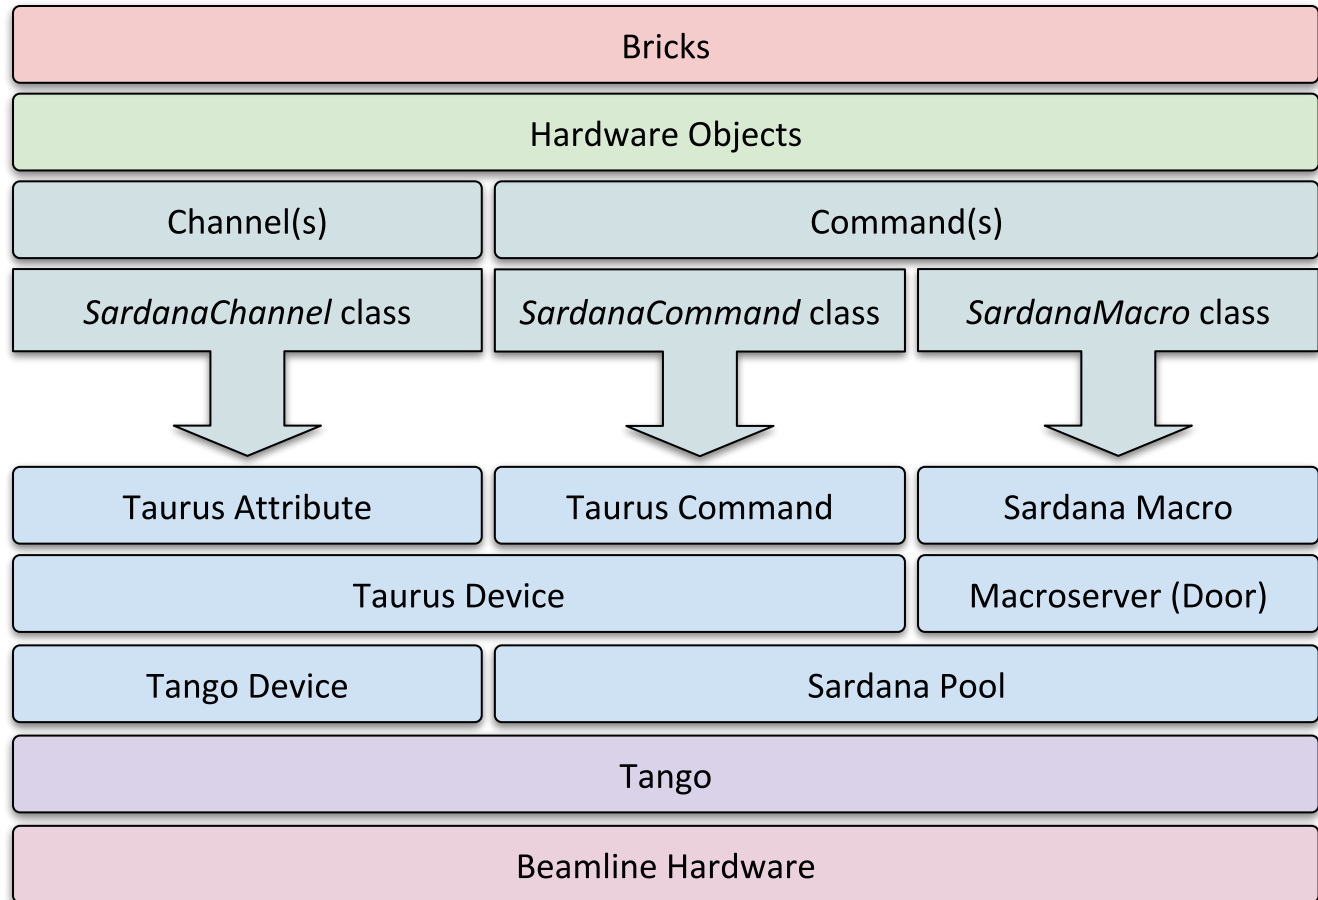 Bricks
Hardware Objects
Channel(s)
Command(s)
SardanaChannel class
SardanaCommand class
SardanaMacro class
Taurus Attribute
Taurus Command
Sardana Macro
Taurus Device
Macroserver (Door)
Tango Device
Sardana Pool
Tango
Beamline Hardware